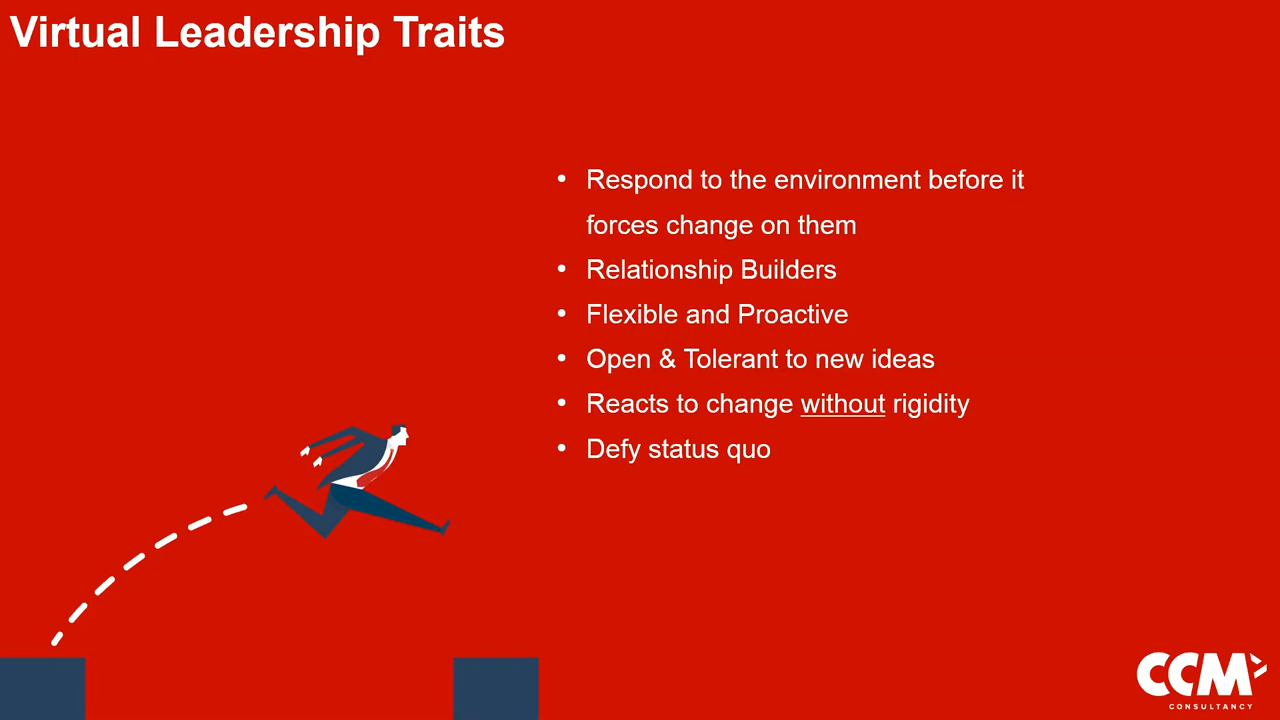 Virtual Leadership Traits
• Respond to the environment before it
forces change on them
• Relationship Builders
• Flexible and Proactive
• Open & Tolerant to new ideas
• Reacts to change without rigidity
• Defy status quo
CCM
CONSULTANCY